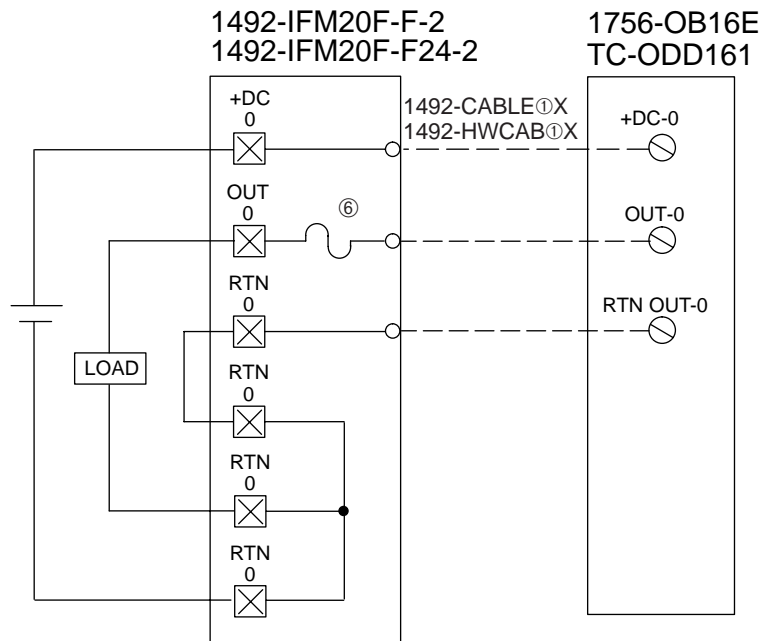 1492-IFM20F-F-2
1492-IFM20F-F24-2
1756-OB16E
TC-ODD161
+DC
0
1492-CABLE①X
1492-HWCAB①X
+DC-0
OUT
0
⑥
OUT-0
RTN
0
RTN OUT-0
LOAD
RTN
0
RTN
0
RTN
0